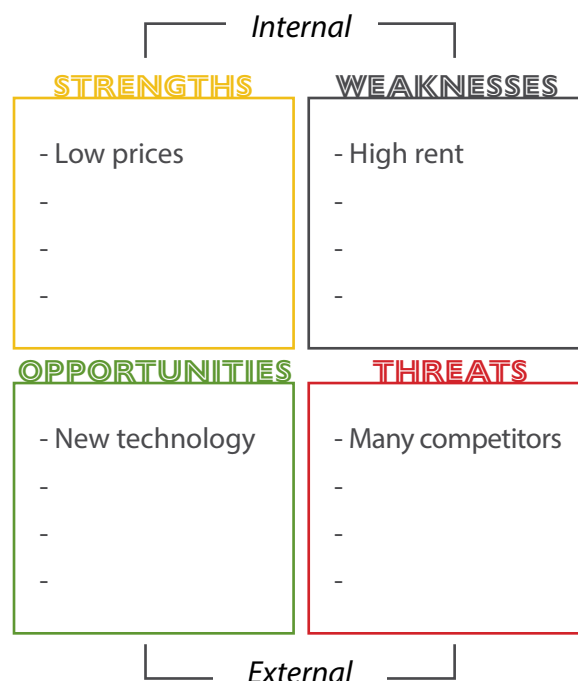 Internal
STRENGTHS
WEAKNESSES
- Low prices
-
-
-
- High rent
-
-
-
OPPORTUNITIES
THREATS
- New technology
-
-
-
- Many competitors
-
-
-
External